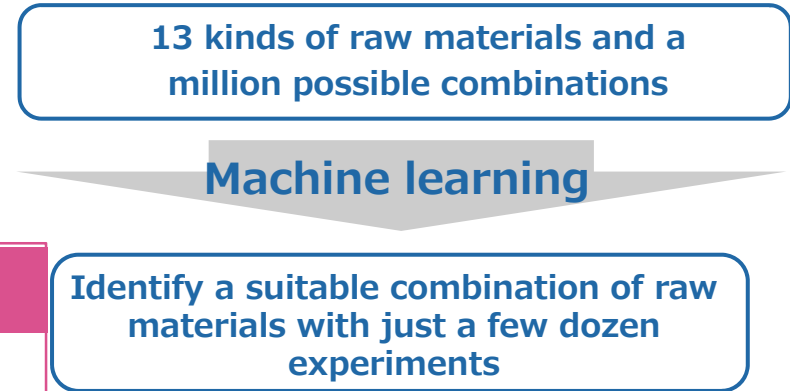 13 kinds of raw materials and a
million possible combinations
Machine learning
Identify a suitable combination of raw
materials with just a few dozen
experiments